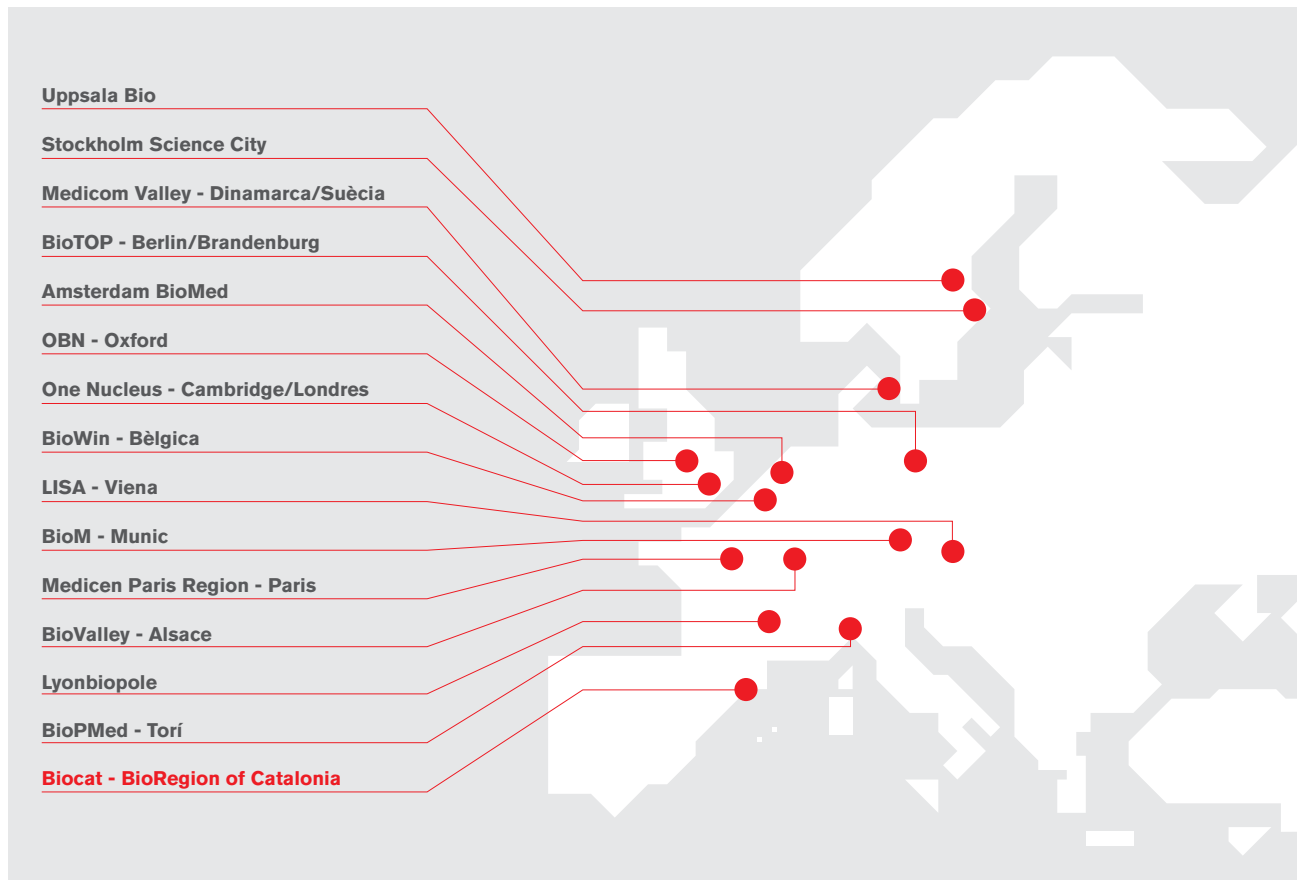 Uppsala Bio
Stockholm Science City
Medicom Valley - Dinamarca/Suècia
BioTOP - Berlin/Brandenburg
Amsterdam BioMed
OBN - Oxford
One Nucleus - Cambridge/Londres
BioWin - Bèlgica
LISA - Viena
BioM - Munic
Medicen Paris Region - Paris
BioValley - Alsace
Lyonbiopole
BioPMed - Torí
Biocat - BioRegion of Catalonia